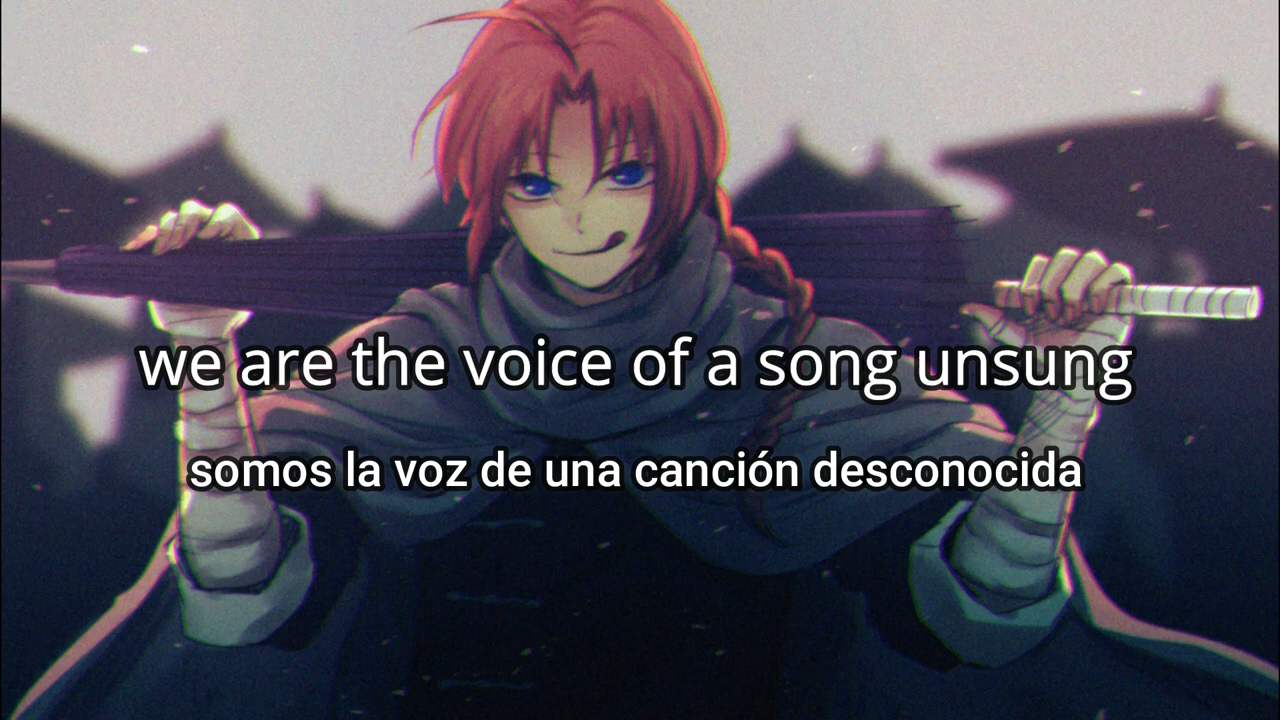 we are the voice of a song unsung
somos la voz de una canción desconocida